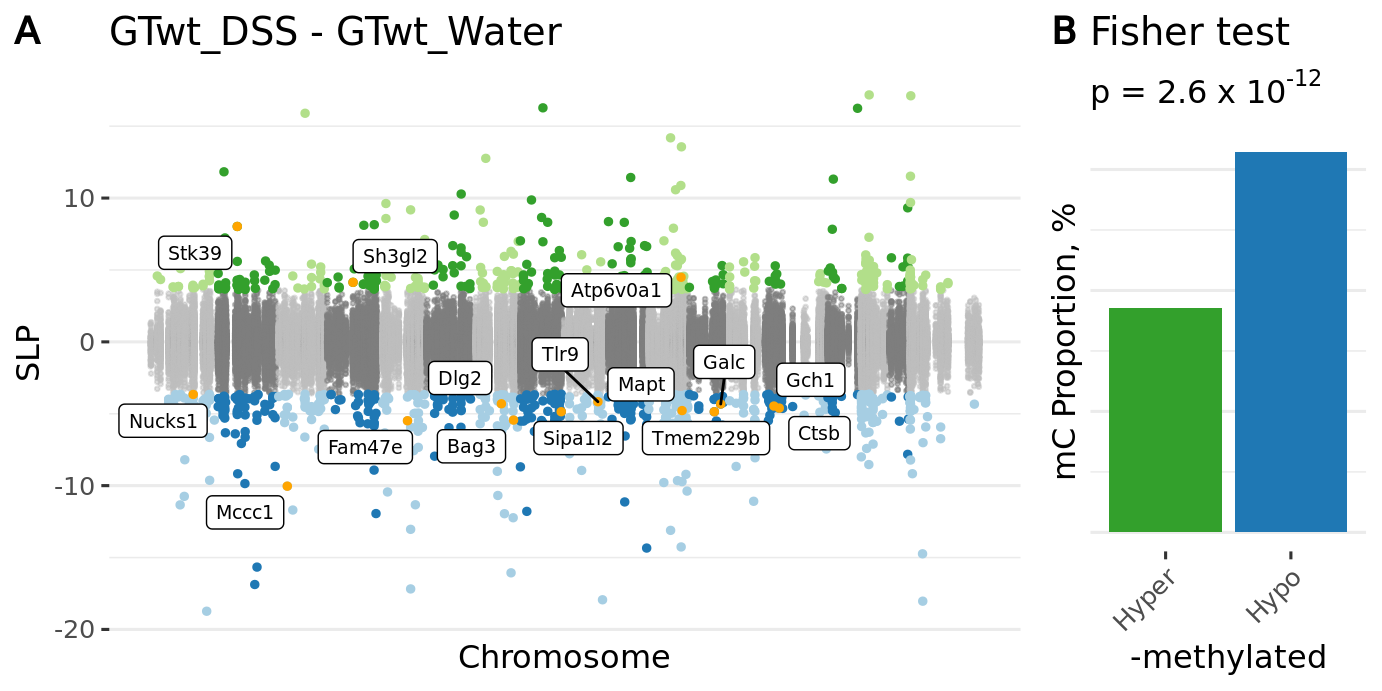 A
GTwt_DSS - GTwt_Water
B
Fisher test
p = 2.6 x 10-12
SLP
10
0
-10
-20
Stk39
Sh3gl2
Atp6v0a1
Tlr9
Galc
Dlg2
Mapt
Gch1
Nucks1
Fam47e
Bag3
Sipa1l2
Tmem229b
Ctsb
Mccc1
Chromosome
mC Proportion, %
Hyper
Hypo
-methylated